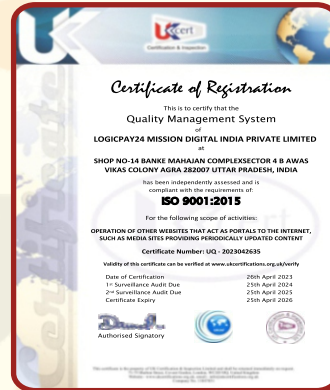 UKcert
Certification & Inspection
Certificate of Registration
This is to certify that the
Quality Management System
of
LOGICPAY24 MISSION DIGITAL INDIA PRIVATE LIMITED
at
SHOP NO-14 BANKE MAHAJAN COMPLEXSECTOR 4 B AWAS
VIKAS COLONY AGRA 282007 UTTAR PRADESH, INDIA
has been independently assessed and is
compliant with the requirements of:
ISO 9001:2015
For the following scope of activities:
OPERATION OF OTHER WEBSITES THAT ACT AS PORTALS TO THE INTERNET,
SUCH AS MEDIA SITES PROVIDING PERIODICALLY UPDATED CONTENT
Certificate Number: UQ - 2023042635
Validity of this certificate can be verified at www.ukcertifications.org.uk/verify
Date of Certification 26th April 2023
1st Surveillance Audit Due 25th April 2024
2nd Surveillance Audit Due 25th April 2025
Certificate Expiry 25th April 2026
Authorised Signatory